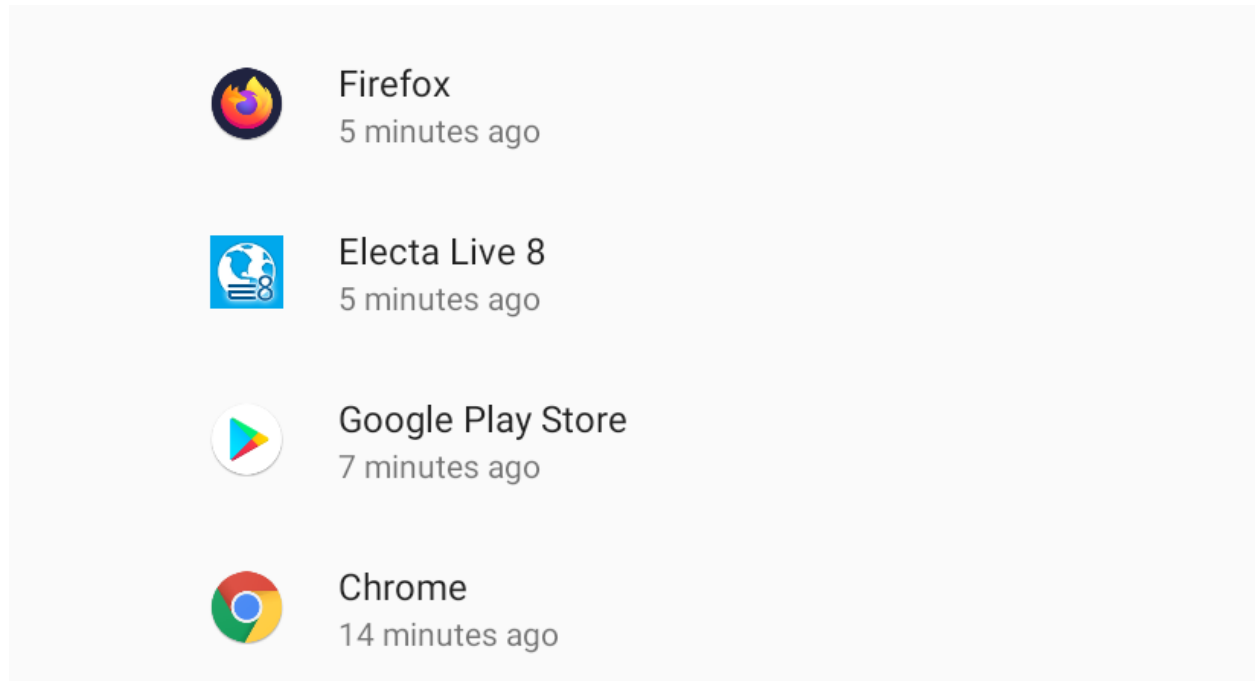 Firefox
5 minutes ago
8
Electa Live 8
5 minutes ago
Google Play Store
7 minutes ago
Chrome
14 minutes ago